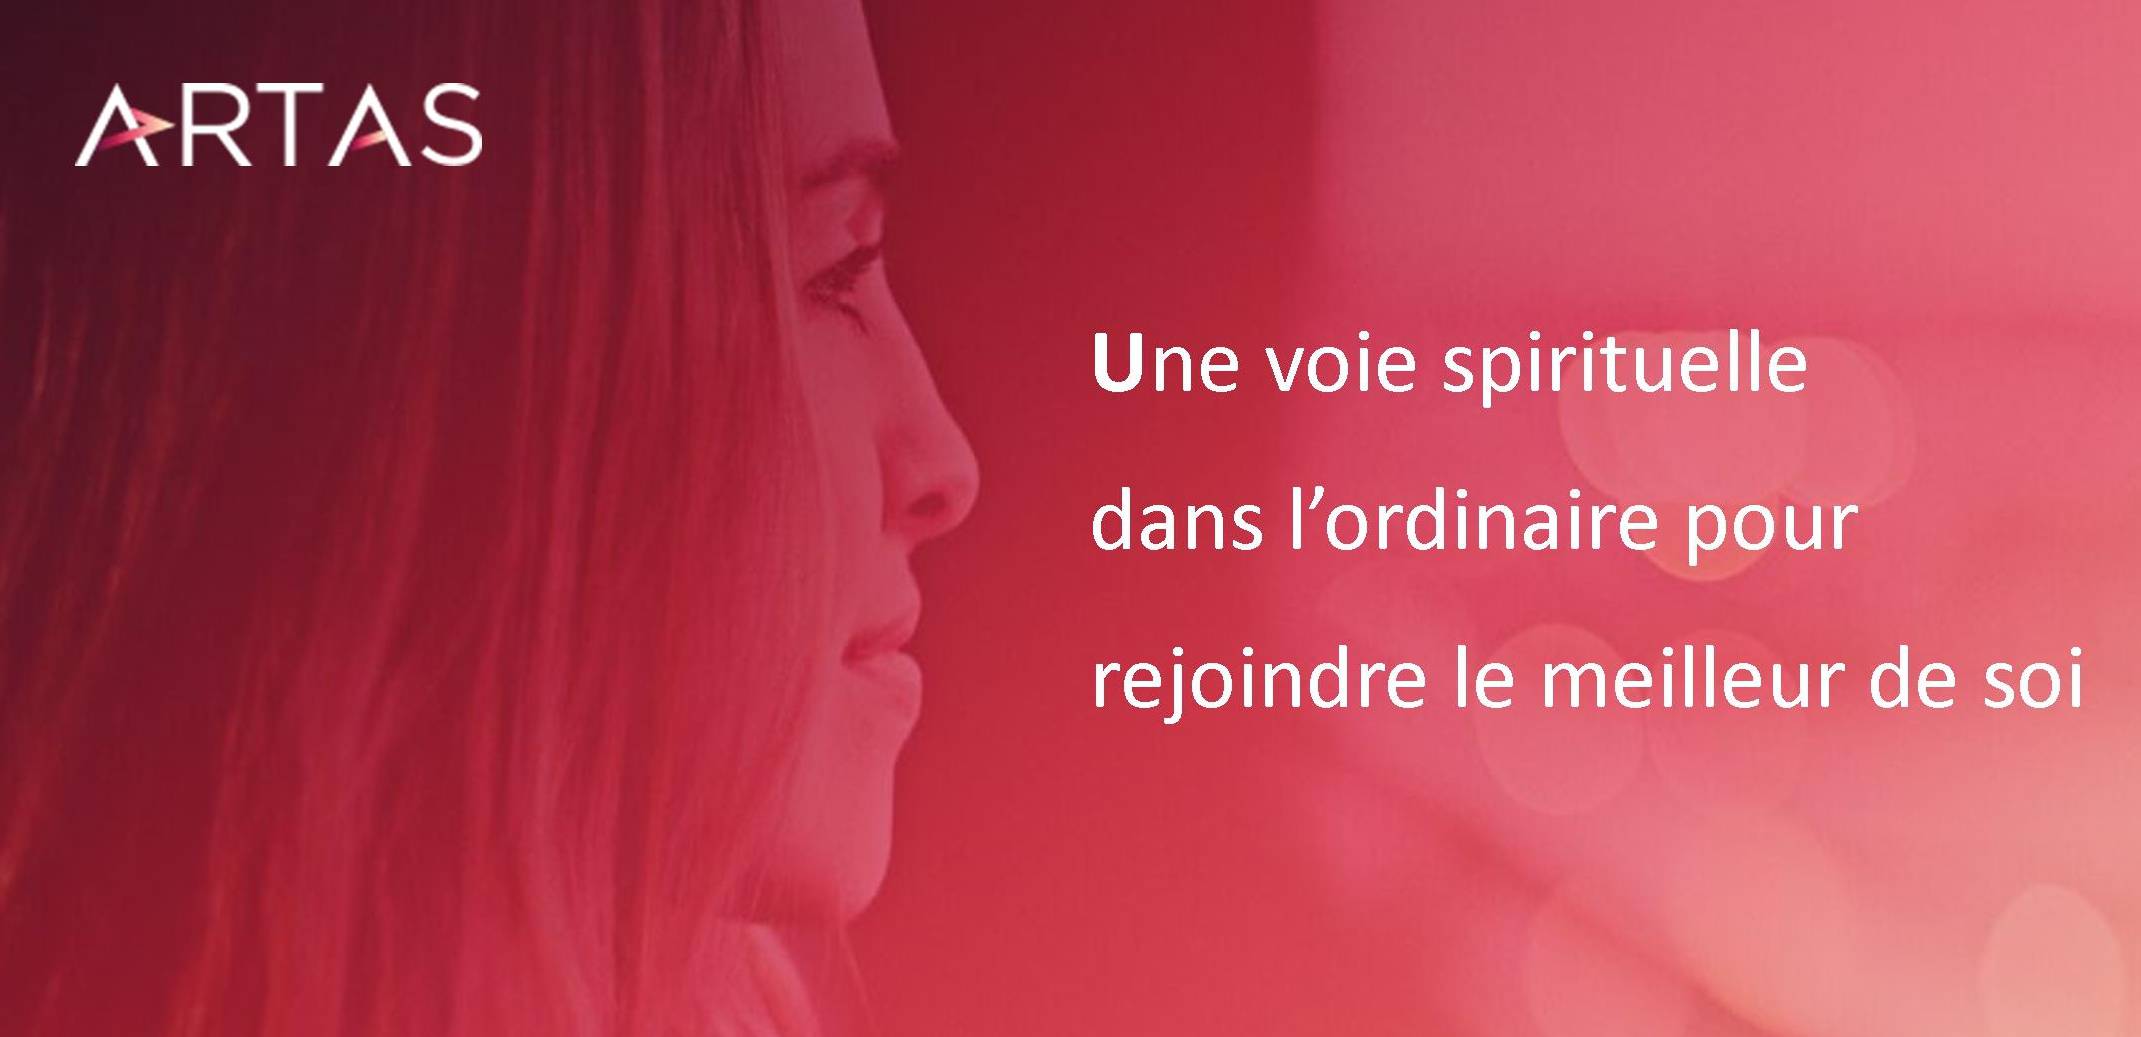 ARTAS
Une voie spirituelle
dans l’ordinaire pour
rejoindre le meilleur de soi